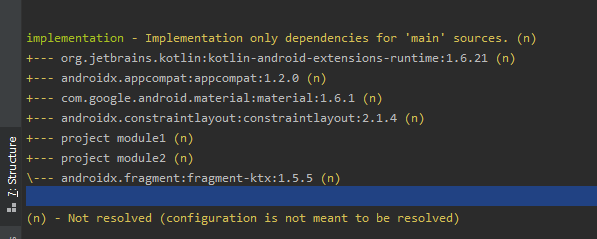 implementation - Implementation only dependencies for 'main' sources. (n)
+--- org.jetbrains.kotlin:kotlin-android-extensions-runtime:1.6.21 (n)
+--- androidx.appcompat:appcompat:1.2.0 (n)
+--- com.google.android.material:material:1.6.1 (n)
+--- androidx.constraintlayout:constraintlayout:2.1.4 (n)
+--- project module1 (n)
+--- project module2 (n)
\--- androidx.fragment:fragment-ktx:1.5.5 (n)
(n) - Not resolved (configuration is not meant to be resolved)
7: Structure